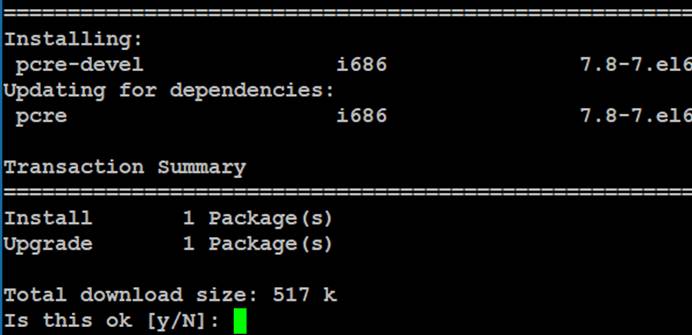 ================================================================
Installing:
pcre-devel i686 7.8-7.el6
Updating for dependencies:
pcre i686 7.8-7.el6
Transaction Summary
================================================================
Install 1 Package(s)
Upgrade 1 Package(s)
Total download size: 517 k
Is this ok [y/N]: